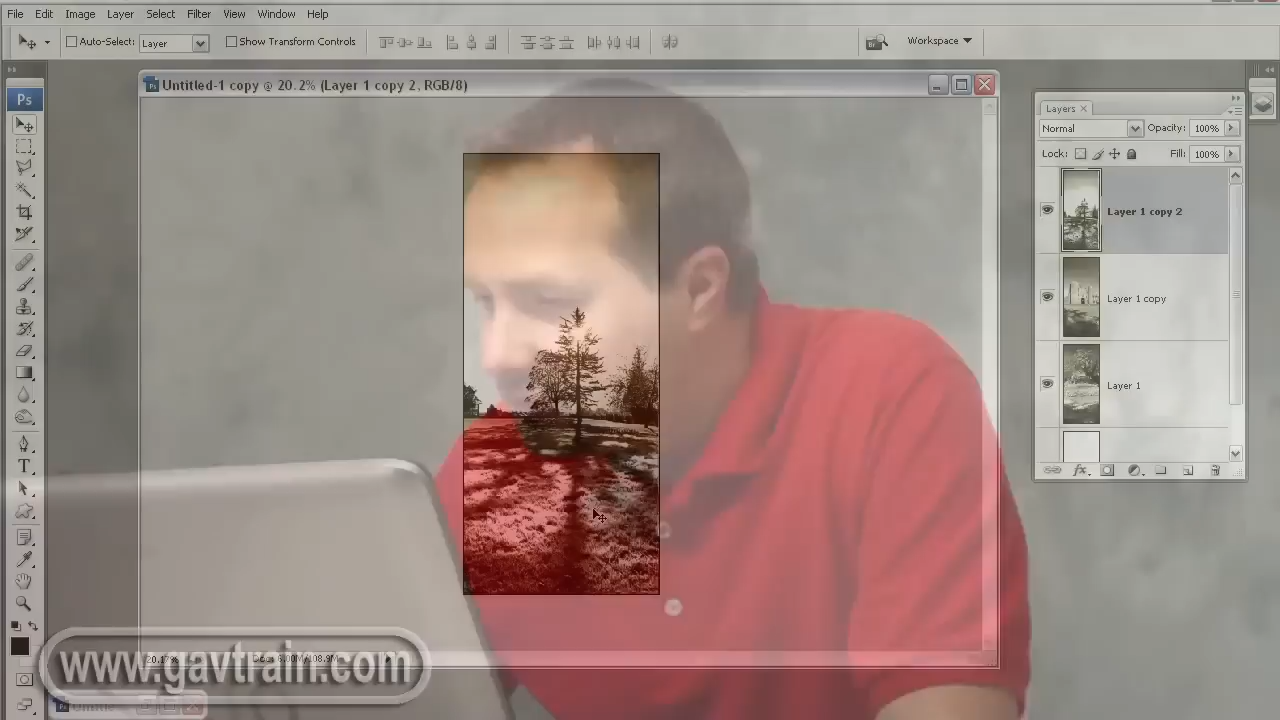 File Edit Image Layer Select Filter View Window Help
Auto-Select: Layer Show Transform Controls Workspace
Ps
Untitled-1 copy @ 20.2% (Layer 1 copy 2, RGB/8)
Layers
Normal Opacity: 100%
Lock: Fill: 100%
Layer 1 copy 2
Layer 1 copy
Layer 1
T
www.gavtrain.com